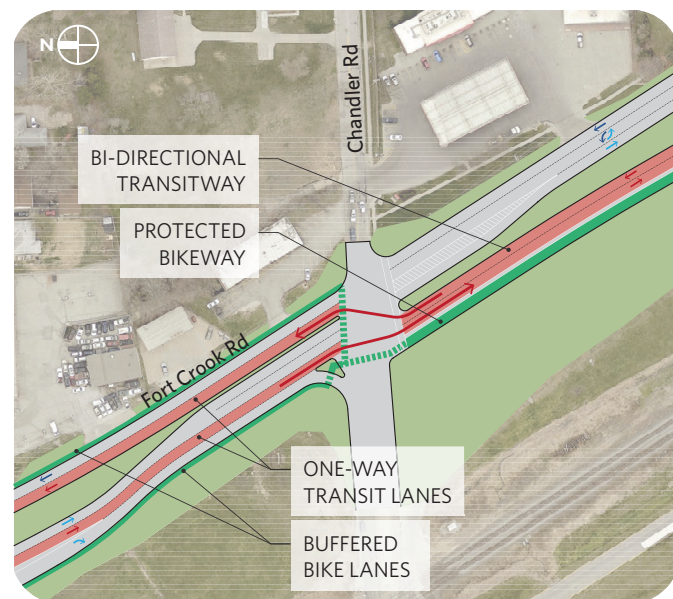 N
Chandler Rd
BI-DIRECTIONAL
TRANSITWAY
PROTECTED
BIKEWAY
Fort Crook Rd
ONE-WAY
TRANSIT LANES
BUFFERED
BIKE LANES